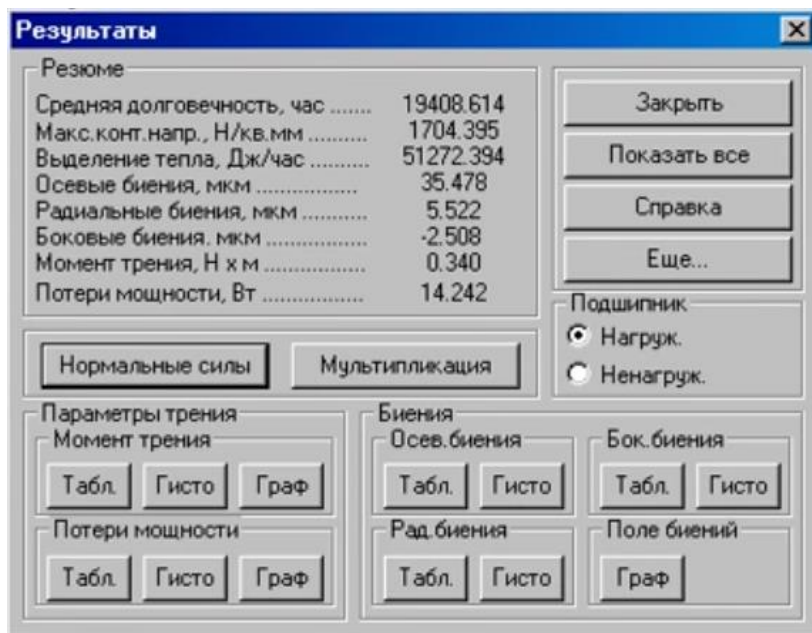 Результаты
Резюме
Средняя долговечность, час ....... 19408.614
Макс.конт.напр., Н/кв.мм .......... 1704.395
Выделение тепла, Дж/час .......... 51272.394
Осевые биения, мкм ................. 35.478
Радиальные биения, мкм ........... 5.522
Боковые биения. мкм ................. -2.508
Момент трения, Н х м .................. 0.340
Потери мощности, Вт ................. 14.242
Закрыть
Показать все
Справка
Еще...
Подшипник
Нагруж.
Ненагруж.
Нормальные силы Мультипликация
Параметры трения
Момент трения
Табл. Гисто Граф
Потери мощности
Табл. Гисто Граф
Биения
Осев.биения Бок.биения
Табл. Гисто Табл. Гисто
Рад.биения Поле биений
Табл. Гисто Граф